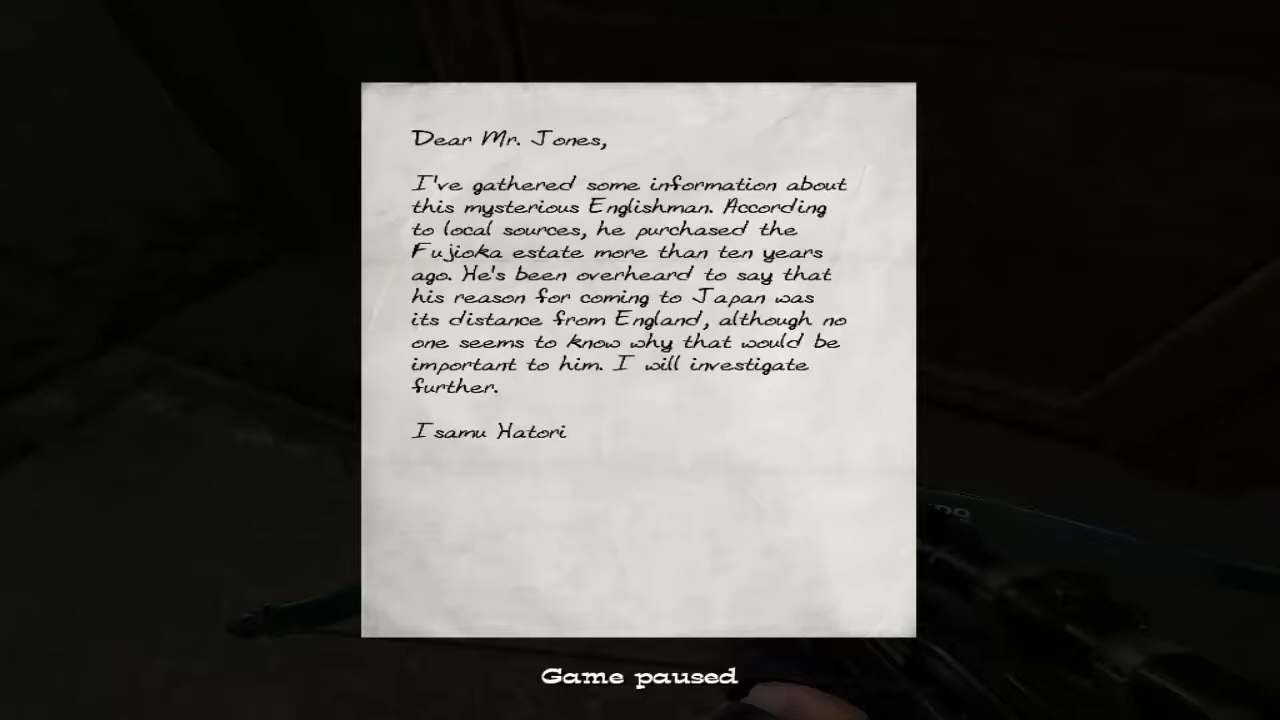 Dear Mr. Jones,
I've gathered some information about
this mysterious Englishman. According
to local sources, he purchased the
Fujioka estate more than ten years
ago. He's been overheard to say that
his reason for coming to Japan was
its distance from England, although no
one seems to know why that would be
important to him. I will investigate
further.
Isamu Hatori
Game paused